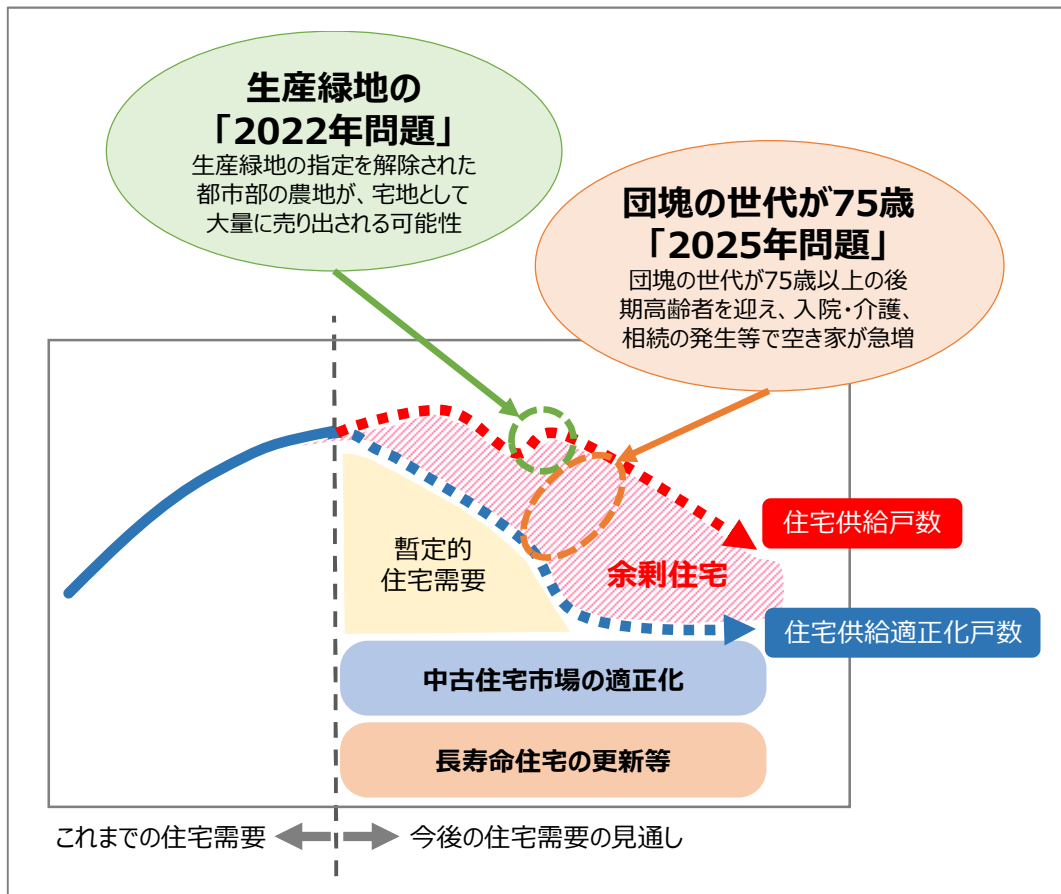 生産緑地の
「2022年問題」
生産緑地の指定を解除された
都市部の農地が、宅地として
大量に売り出される可能性
団塊の世代が75歳
「2025年問題」
団塊の世代が75歳以上の後
期高齢者を迎え、入院・介護、
相続の発生等で空き家が急増
住宅供給戸数
暫定的
住宅需要
余剰住宅
住宅供給適正化戸数
中古住宅市場の適正化
長寿命住宅の更新等
これまでの住宅需要
今後の住宅需要の見通し